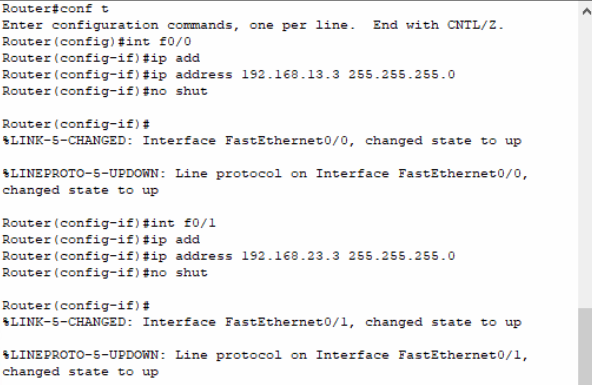 Router#conf t
Enter configuration commands, one per line.  End with CNTL/Z.
Router(config)#int f0/0
Router(config-if)#ip add
Router(config-if)#ip address 192.168.13.3 255.255.255.0
Router(config-if)#no shut
Router(config-if)#
%LINK-5-CHANGED: Interface FastEthernet0/0, changed state to up
%LINEPROTO-5-UPDOWN: Line protocol on Interface FastEthernet0/0,
changed state to up
Router(config-if)#int f0/1
Router(config-if)#ip add
Router(config-if)#ip address 192.168.23.3 255.255.255.0
Router(config-if)#no shut
Router(config-if)#
%LINK-5-CHANGED: Interface FastEthernet0/1, changed state to up
%LINEPROTO-5-UPDOWN: Line protocol on Interface FastEthernet0/1,
changed state to up